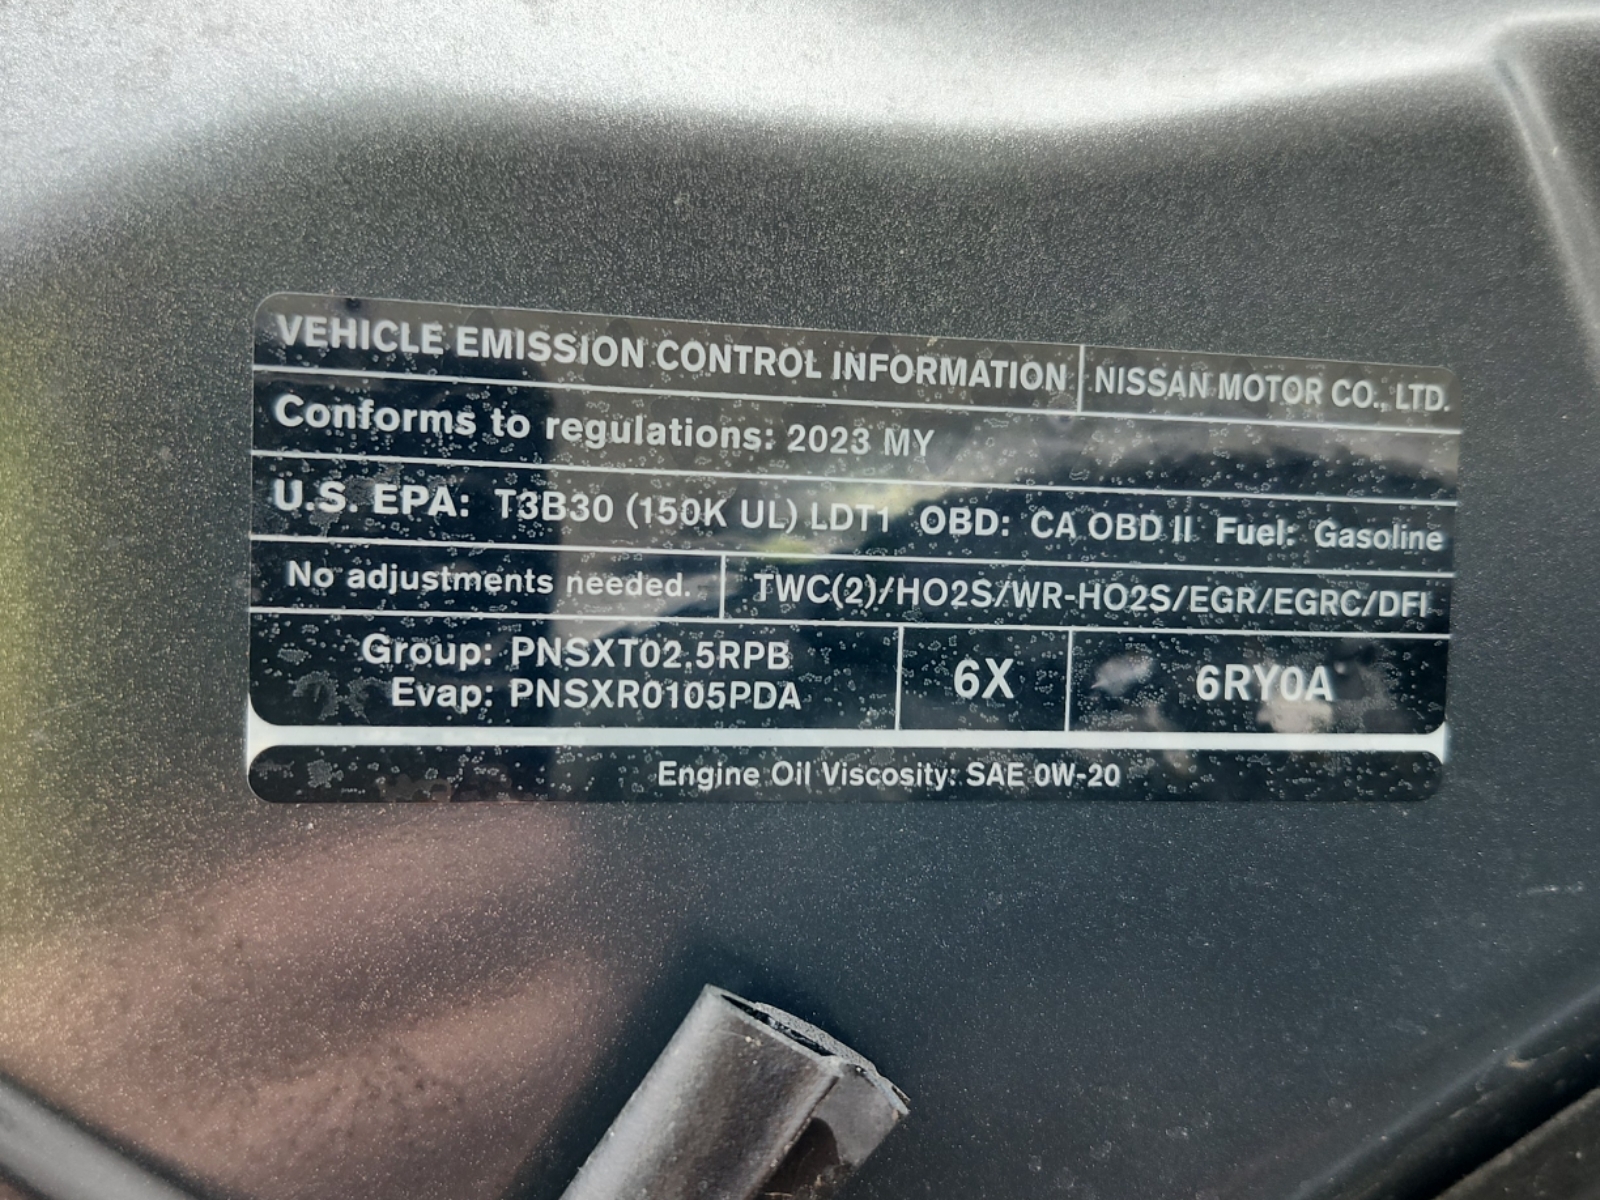 VEHICLE EMISSION CONTROL INFORMATION NISSAN MOTOR CO., LTD.
Conforms to regulations: 2023 MY
U.S. EPA: T3B30 (150K UL) LDT1 OBD: CA OBD II Fuel: Gasoline
No adjustments needed. TWC(2)/HO2S/WR-HO2S/EGR/EGRC/DFI
Group: PNSXT02.5RPB
Evap: PNSXR0105PDA
6X
6RY0A
Engine Oil Viscosity: SAE 0W-20